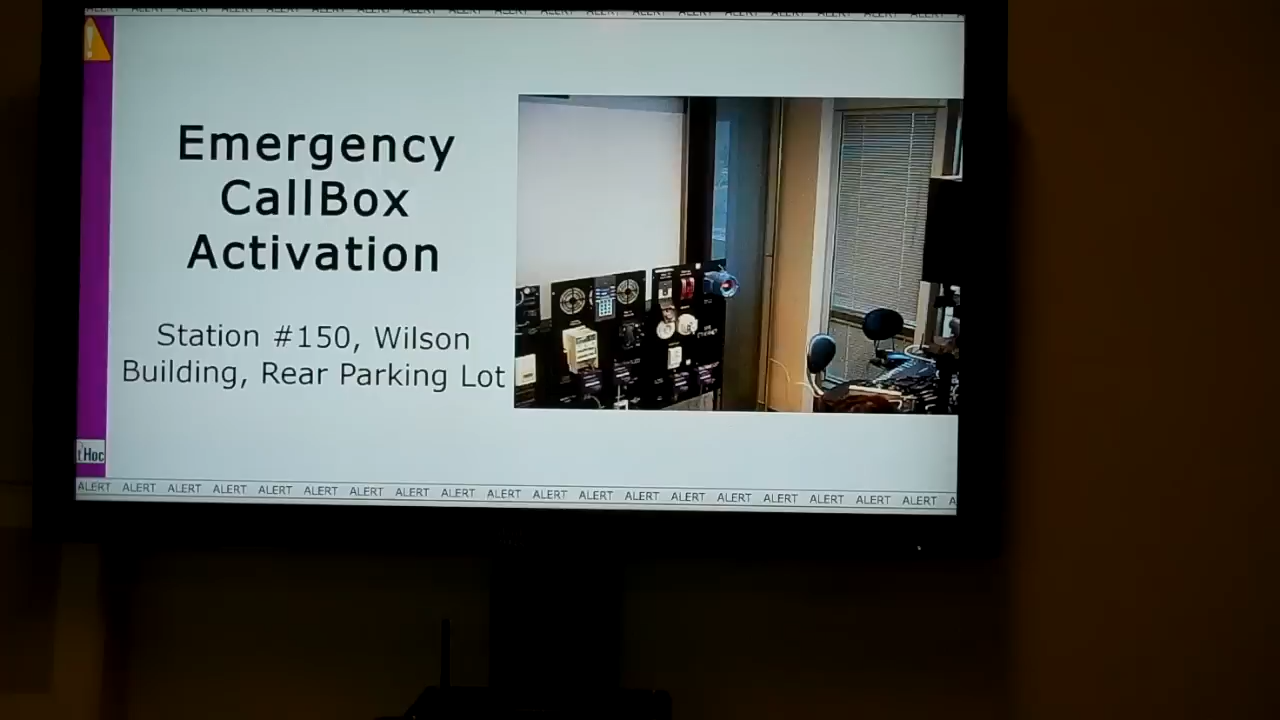 ALERT ALERT ALERT ALERT ALERT ALERT ALERT ALERT ALERT ALERT ALERT ALERT ALERT ALERT ALERT ALERT ALERT ALERT ALERT
Emergency
CallBox
Activation
Station #150, Wilson
Building, Rear Parking Lot
tHoc
ALERT ALERT ALERT ALERT ALERT ALERT ALERT ALERT ALERT ALERT ALERT ALERT ALERT ALERT ALERT ALERT ALERT ALERT ALERT A